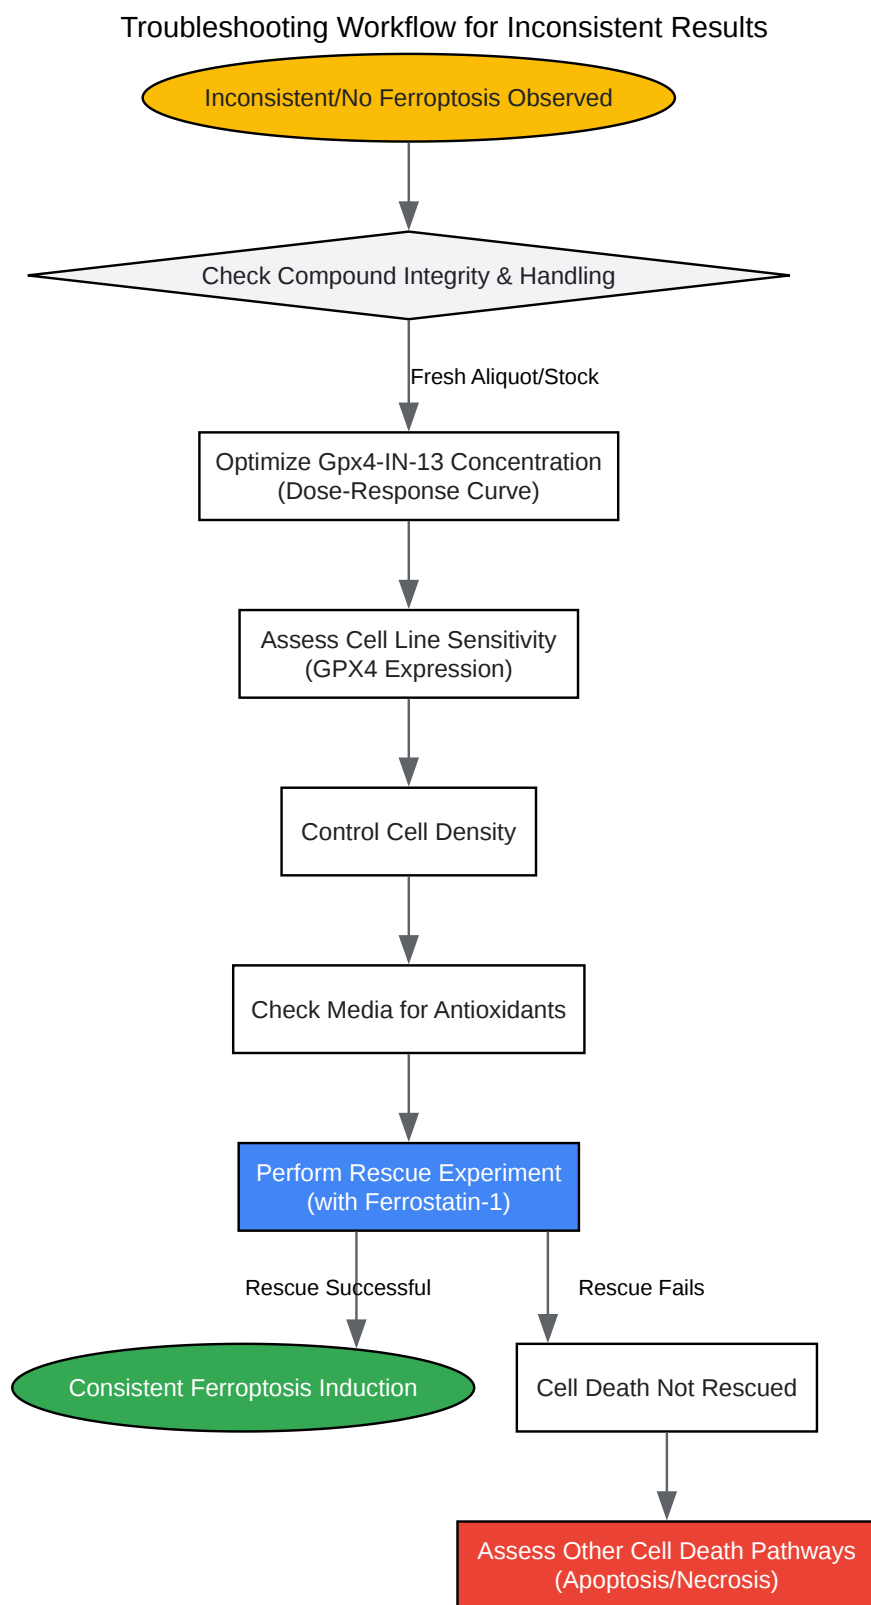 Troubleshooting Workflow for Inconsistent Results
Inconsistent/No Ferroptosis Observed
Check Compound Integrity & Handling
Fresh Aliquot/Stock
Optimize Gpx4-IN-13 Concentration
(Dose-Response Curve)
Assess Cell Line Sensitivity
(GPX4 Expression)
Control Cell Density
Check Media for Antioxidants
Perform Rescue Experiment
(with Ferrostatin-1)
Rescue Successful
Rescue Fails
Consistent Ferroptosis Induction
Cell Death Not Rescued
Assess Other Cell Death Pathways
(Apoptosis/Necrosis)